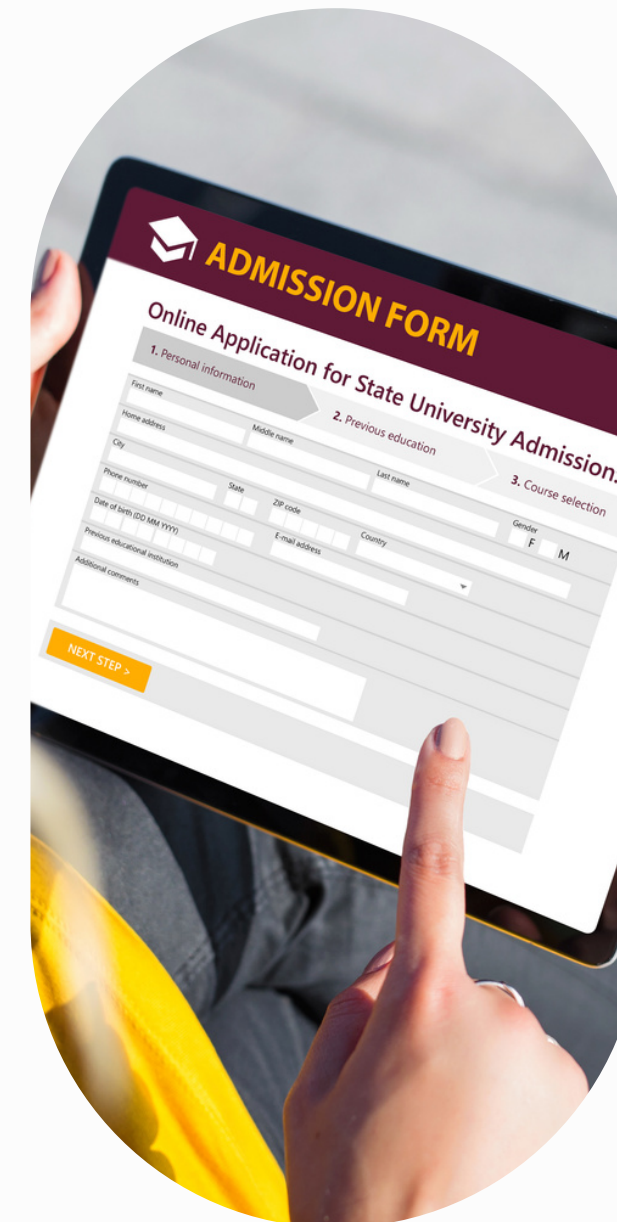 ADMISSION FORM
Online Application for State University Admission.
1. Personal information
2. Previous education
3. Course selection
First name
Middle name
Last name
Gender
F M
Home address
City
State
ZIP code
Country
Phone number
E-mail address
Date of birth (DD MM YYYY)
Previous educational institution
Additional comments
NEXT STEP >